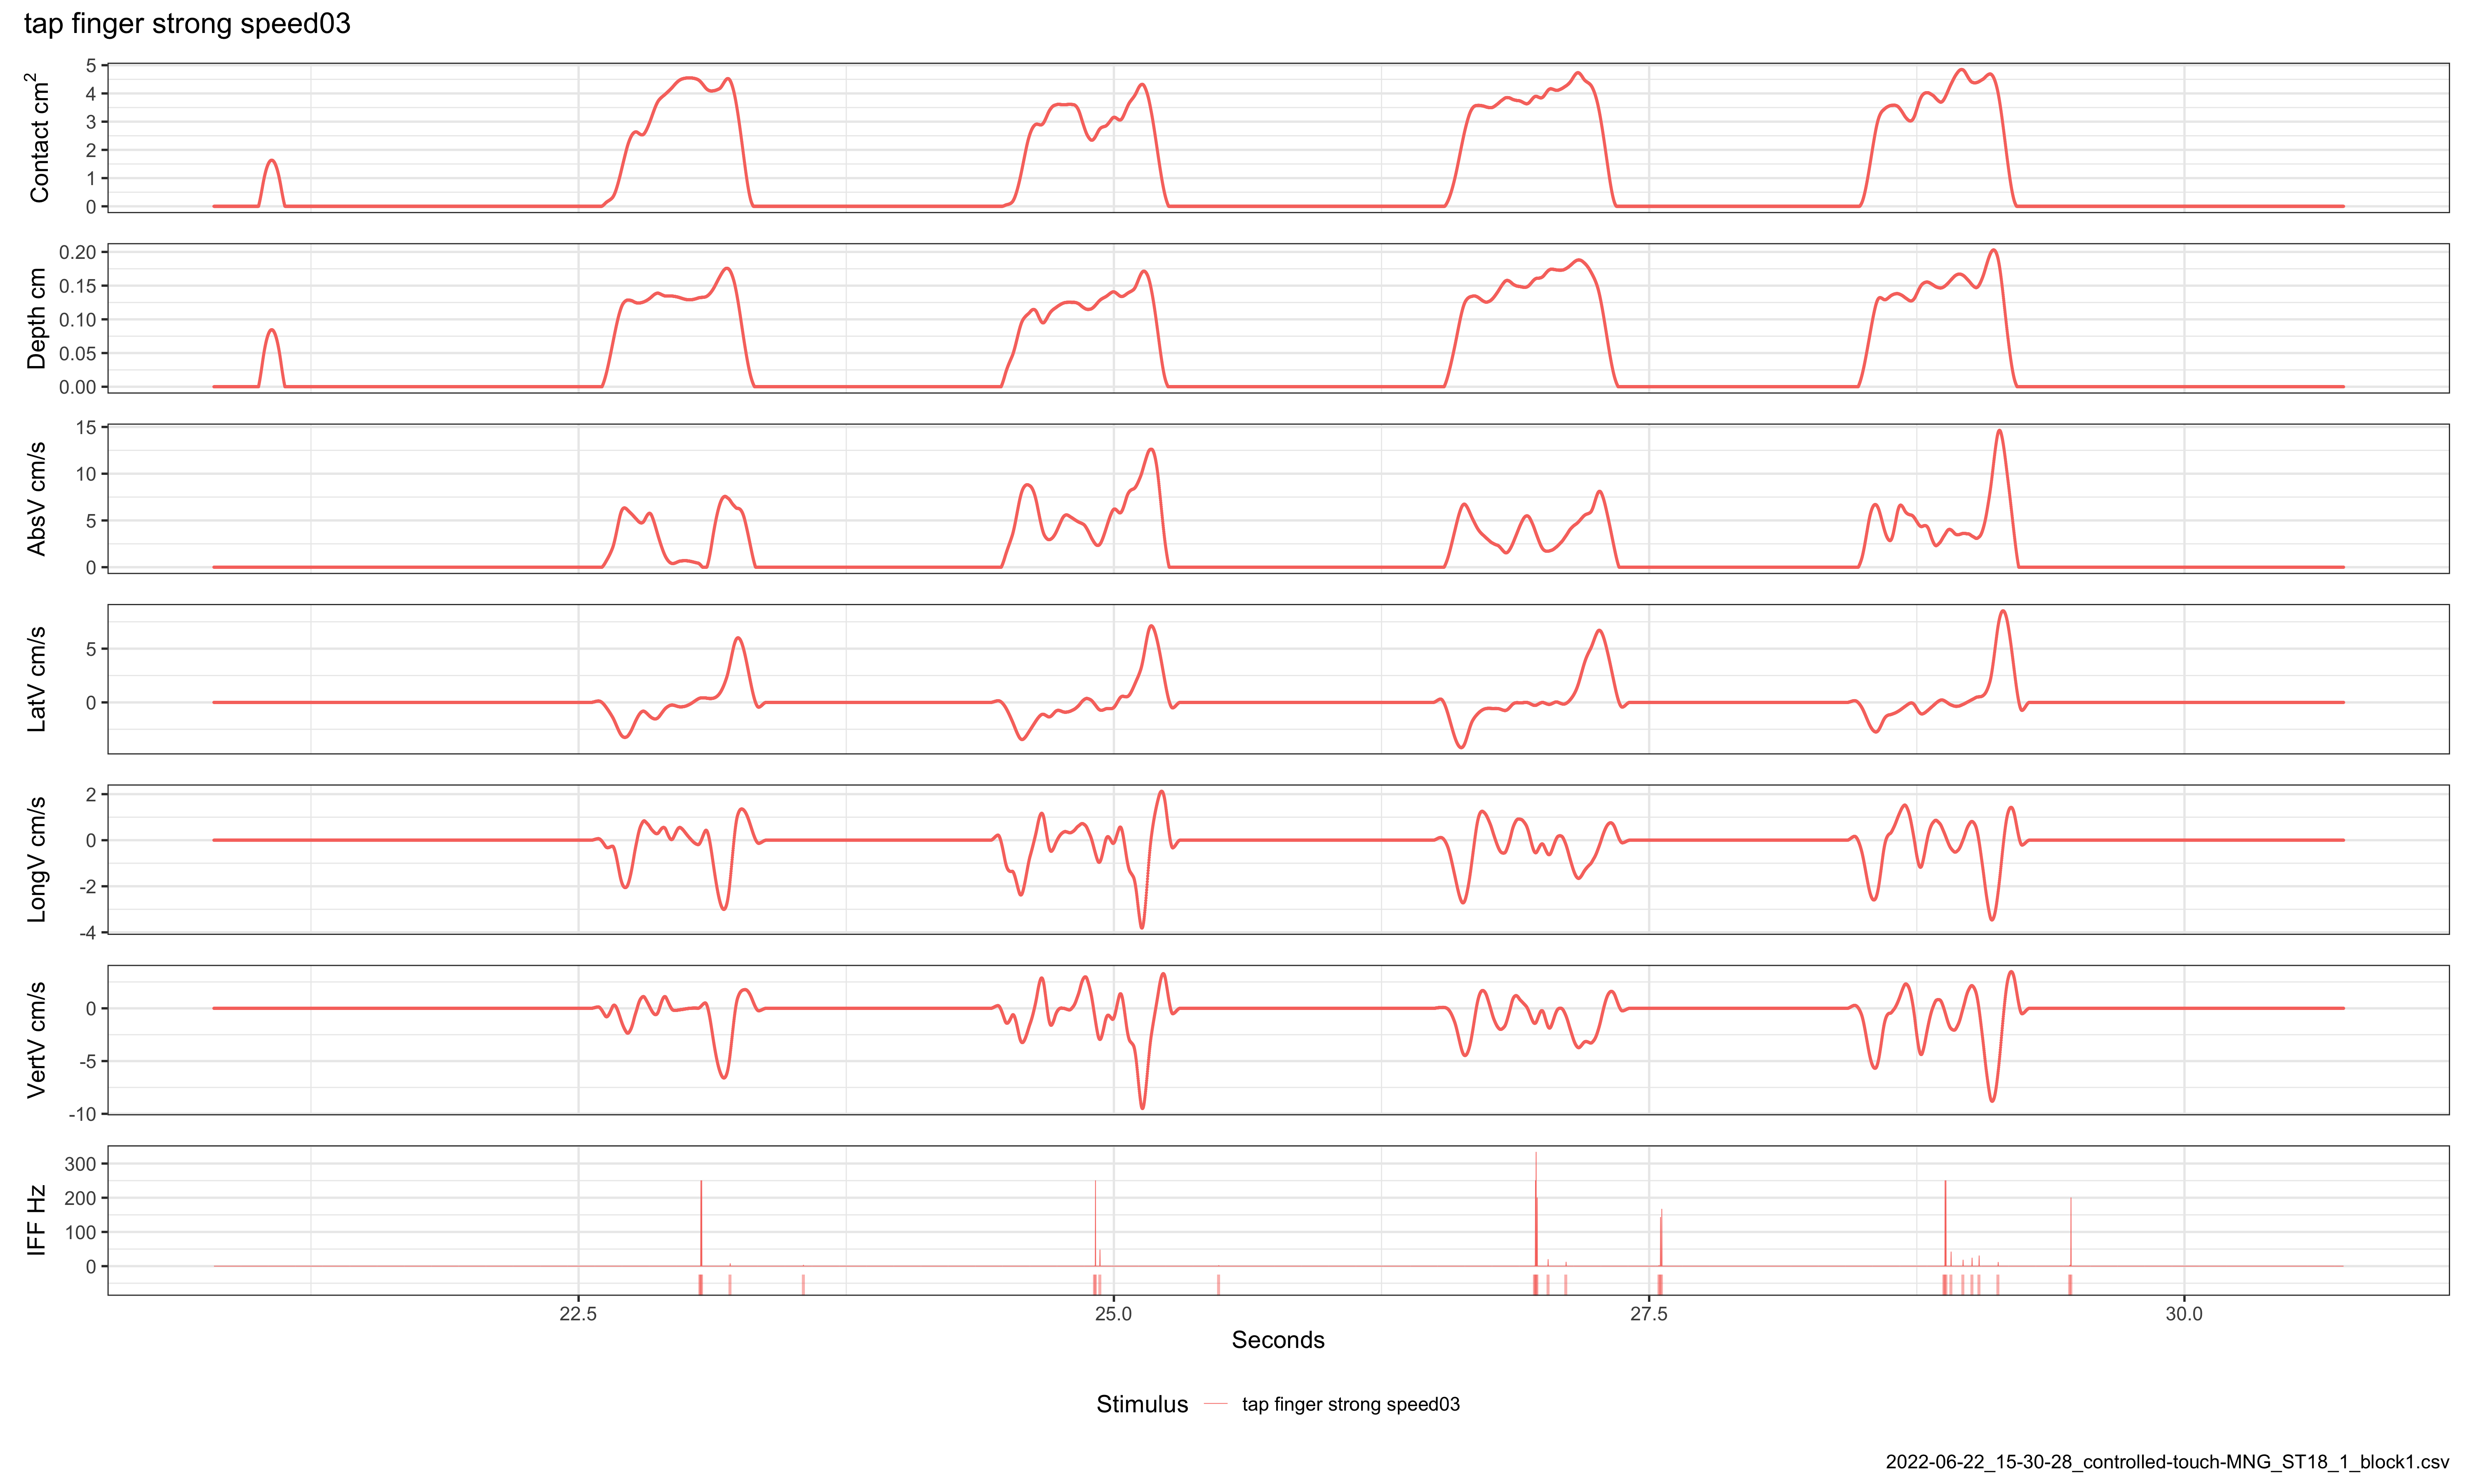 tap finger strong speed03
Contact cm²
5
4
3
2
1
0
Depth cm
0.20
0.15
0.10
0.05
0.00
AbsV cm/s
15
10
5
0
LatV cm/s
5
0
LongV cm/s
2
0
-2
-4
VertV cm/s
0
-5
-10
IFF Hz
300
200
100
0
22.5 25.0 27.5 30.0
Seconds
Stimulus tap finger strong speed03
2022-06-22_15-30-28_controlled-touch-MNG_ST18_1_block1.csv